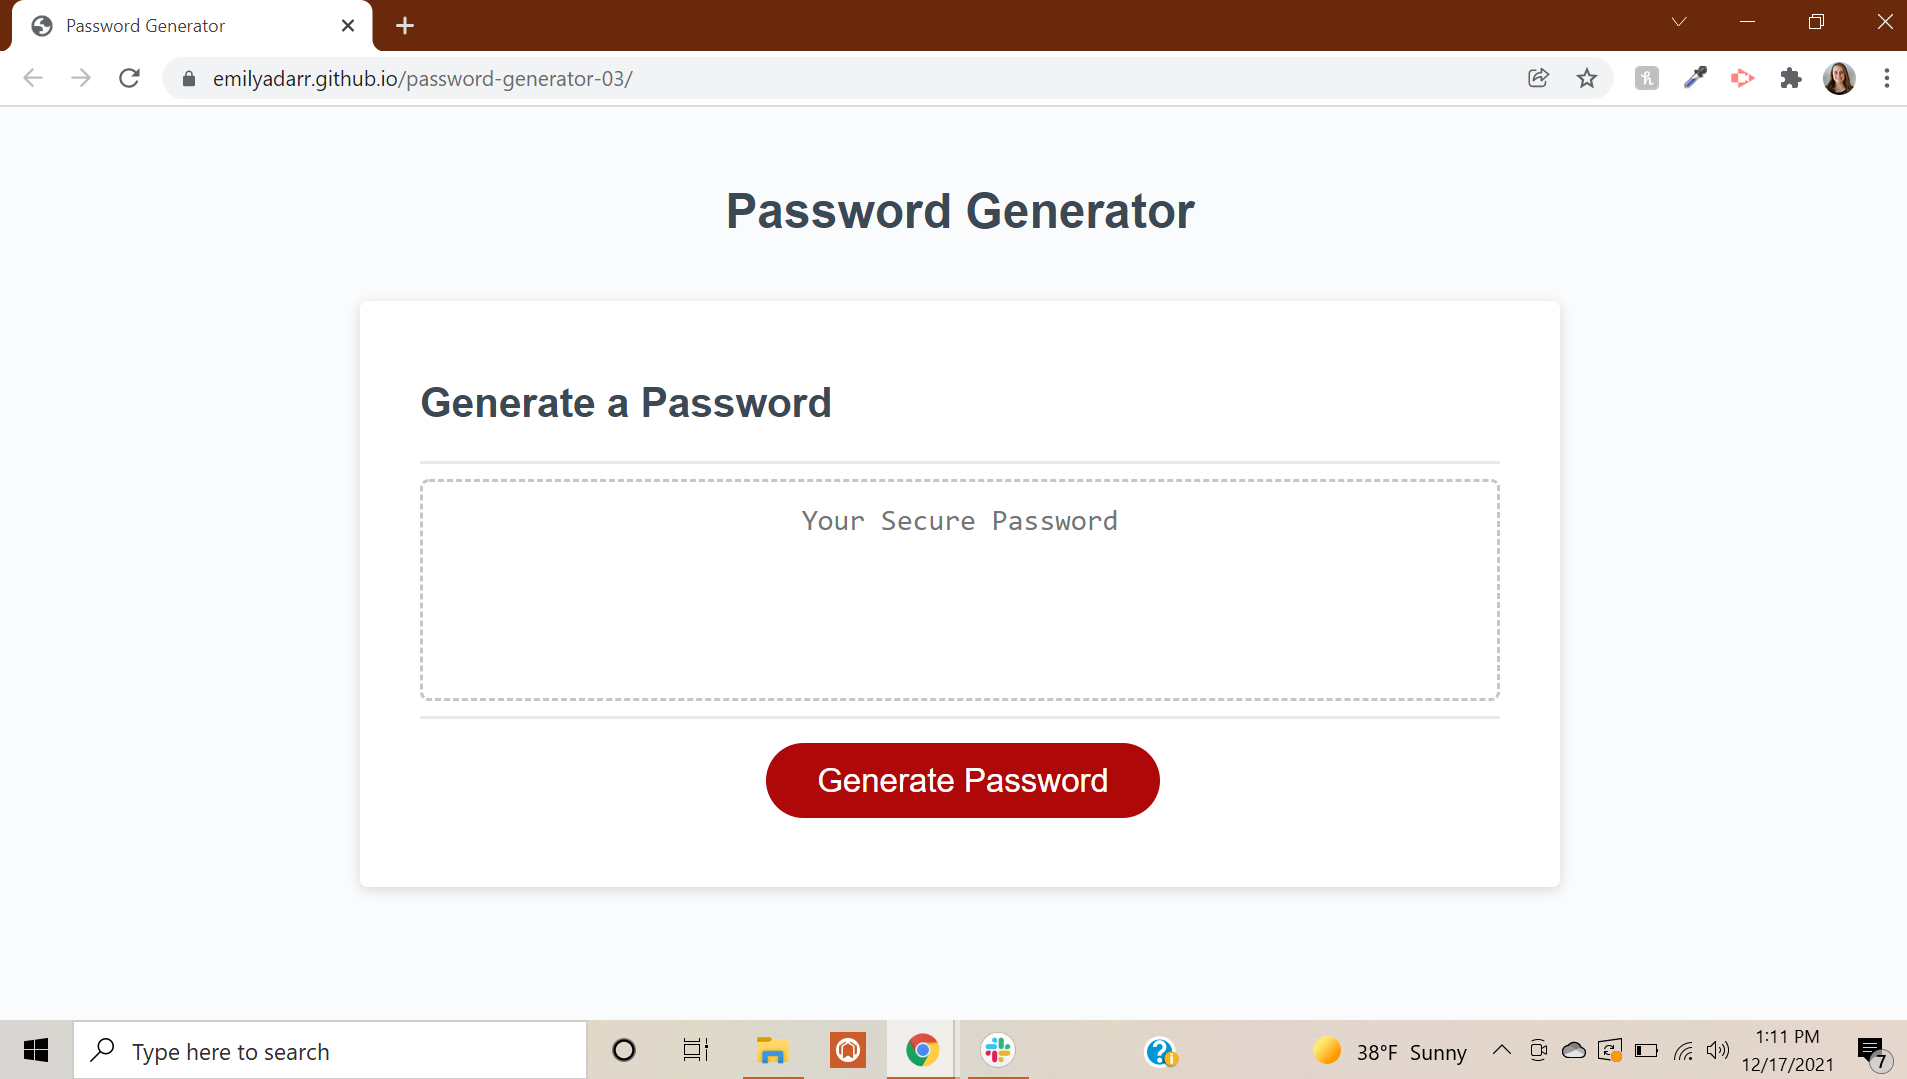 Password Generator
emilyadarr.github.io/password-generator-03/
Password Generator
Generate a Password
Your Secure Password
Generate Password
Type here to search
38°F Sunny
1:11 PM
12/17/2021
7